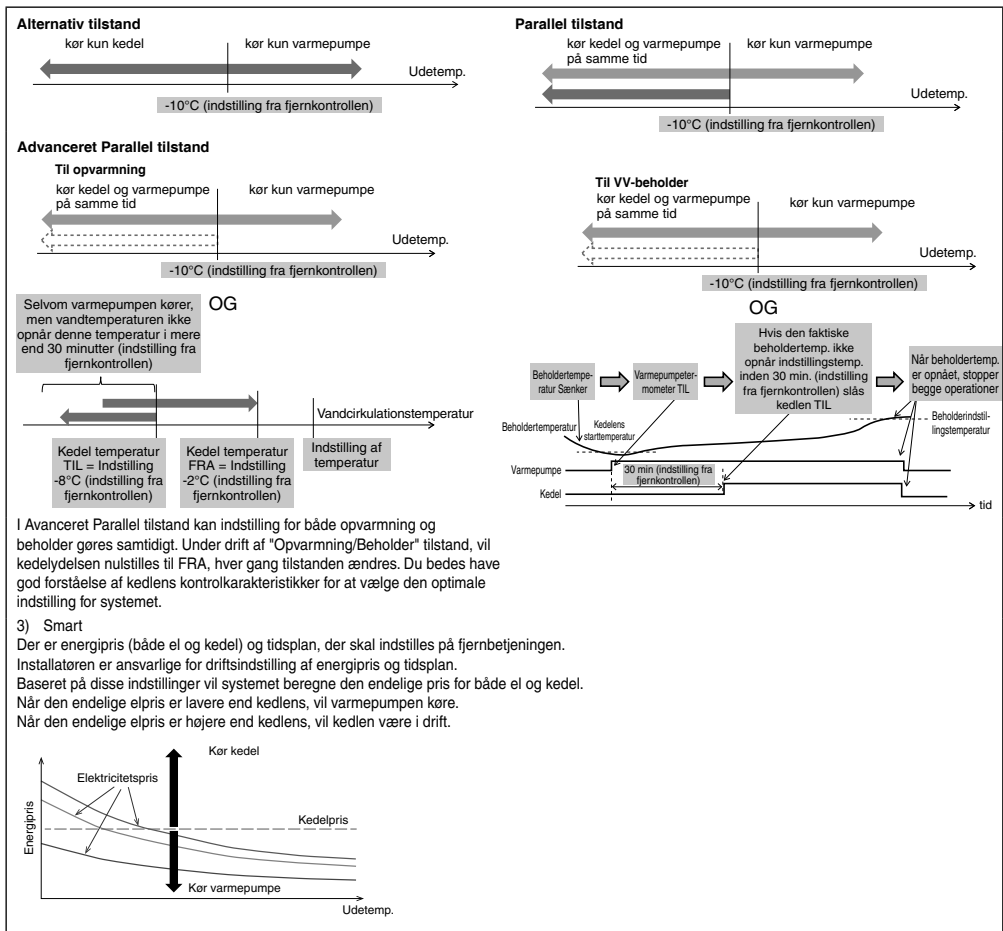 Alternativ tilstand
kør kun kedel
kør kun varmepumpe
Udetemp.
-10°C (indstilling fra fjernkontrollen)
Parallel tilstand
kør kedel og varmepumpe
på samme tid
kør kun varmepumpe
Udetemp.
-10°C (indstilling fra fjernkontrollen)
Advanceret Parallel tilstand
Til opvarmning
kør kedel og varmepumpe
på samme tid
kør kun varmepumpe
Udetemp.
-10°C (indstilling fra fjernkontrollen)
OG
Selvom varmepumpen kører,
men vandtemperaturen ikke
opnår denne temperatur i mere
end 30 minutter (indstilling fra
fjernkontrollen)
Vandcirkulationstemperatur
Kedel temperatur
TIL = Indstilling
-8°C (indstilling fra
fjernkontrollen)
Kedel temperatur
FRA = Indstilling
-2°C (indstilling fra
fjernkontrollen)
Indstilling af
temperatur
Til VV-beholder
kør kedel og varmepumpe
på samme tid
kør kun varmepumpe
Udetemp.
-10°C (indstilling fra fjernkontrollen)
OG
Beholdertempe-
ratur Sænker
Varmepumpeter-
mometer TIL
Hvis den faktiske
beholdertemp. ikke
opnår indstillingstemp.
inden 30 min. (indstilling
fra fjernkontrollen) slås
kedlen TIL
Når beholdertemp.
er opnået, stopper
begge operationer
Beholdertemperatur
Kedelens
starttemperatur
Beholderindstil-
lingstemperatur
Varmepumpe
30 min (indstilling fra
fjernkontrollen)
Kedel
tid
I Avanceret Parallel tilstand kan indstilling for både opvarmning og
beholder gøres samtidigt. Under drift af "Opvarmning/Beholder" tilstand, vil
kedelydelsen nulstilles til FRA, hver gang tilstanden ændres. Du bedes have
god forståelse af kedlens kontrolkarakteristikker for at vælge den optimale
indstilling for systemet.
3) Smart
Der er energipris (både el og kedel) og tidsplan, der skal indstilles på fjernbetjeningen.
Installatøren er ansvarlige for driftsindstilling af energipris og tidsplan.
Baseret på disse indstillinger vil systemet beregne den endelige pris for både el og kedel.
Når den endelige elpris er lavere end kedlens, vil varmepumpen køre.
Når den endelige elpris er højere end kedlens, vil kedlen være i drift.
Kør kedel
Elektricitetspris
Kedelpris
Energipris
Kør varmepumpe
Udetemp.